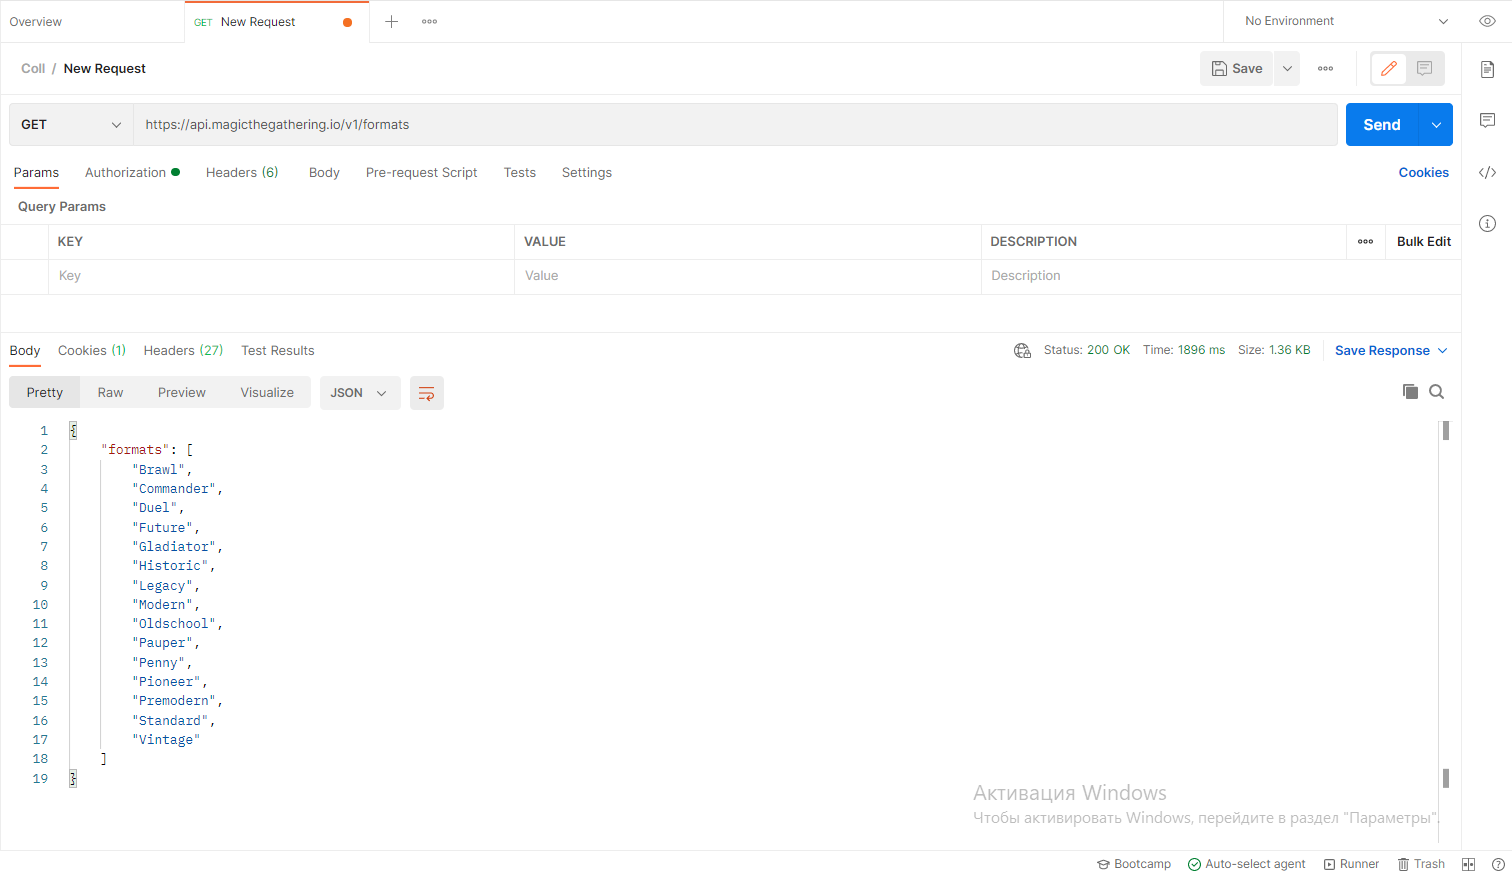 Overview
GET New Request
No Environment
Coll / New Request
Save
GET
https://api.magicthegathering.io/v1/formats
Send
Params Authorization Headers (6) Body Pre-request Script Tests Settings Cookies
Query Params
KEY VALUE DESCRIPTION Bulk Edit
Key Value Description
Body Cookies (1) Headers (27) Test Results Status: 200 OK Time: 1896 ms Size: 1.36 KB Save Response
Pretty Raw Preview Visualize JSON
1 {
2 "formats": [
3 "Brawl",
4 "Commander",
5 "Duel",
6 "Future",
7 "Gladiator",
8 "Historic",
9 "Legacy",
10 "Modern",
11 "Oldschool",
12 "Pauper",
13 "Penny",
14 "Pioneer",
15 "Premodern",
16 "Standard",
17 "Vintage"
18 ]
19 }
Активация Windows
Чтобы активировать Windows, перейдите в раздел "Параметры".
Bootcamp Auto-select agent Runner Trash